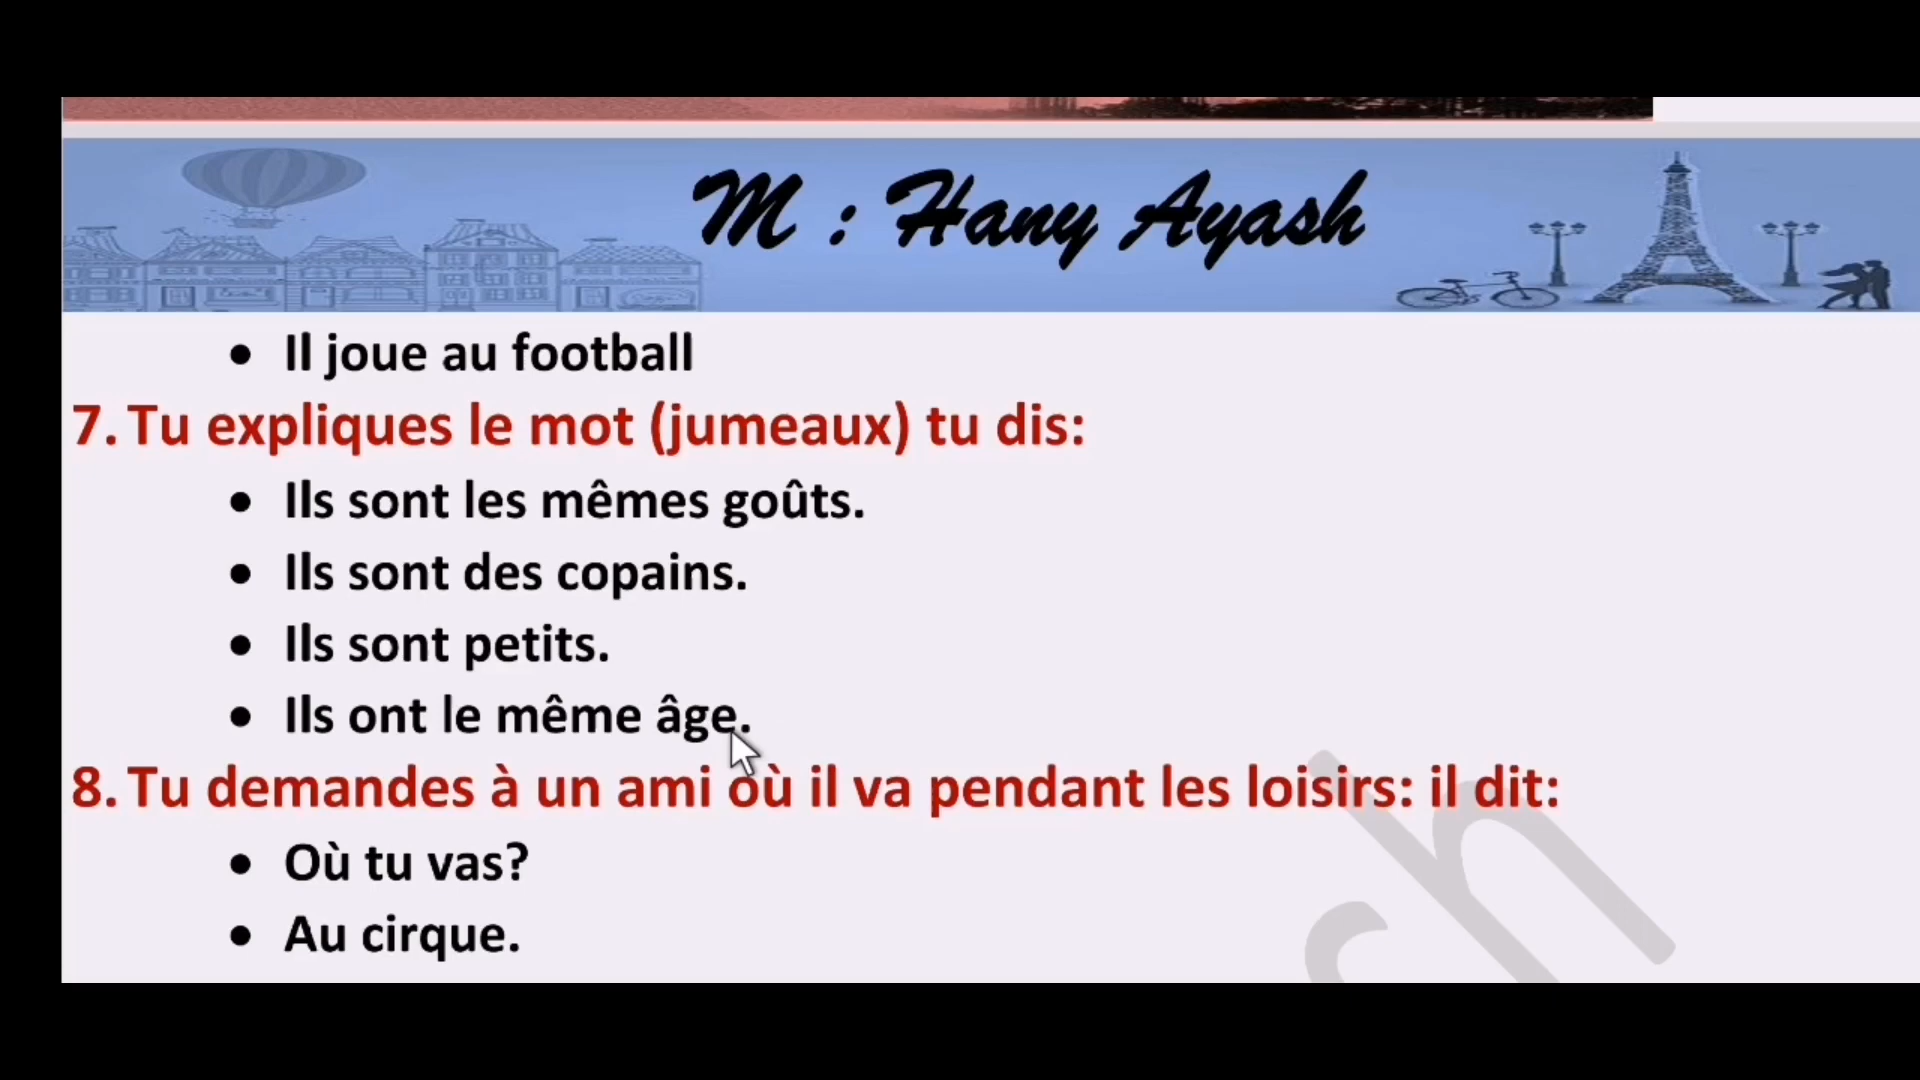 M : Hany Ayash
• Il joue au football
7. Tu expliques le mot (jumeaux) tu dis:
• Ils sont les mêmes goûts.
• Ils sont des copains.
• Ils sont petits.
• Ils ont le même âge.
8. Tu demandes à un ami où il va pendant les loisirs: il dit:
• Où tu vas?
• Au cirque.